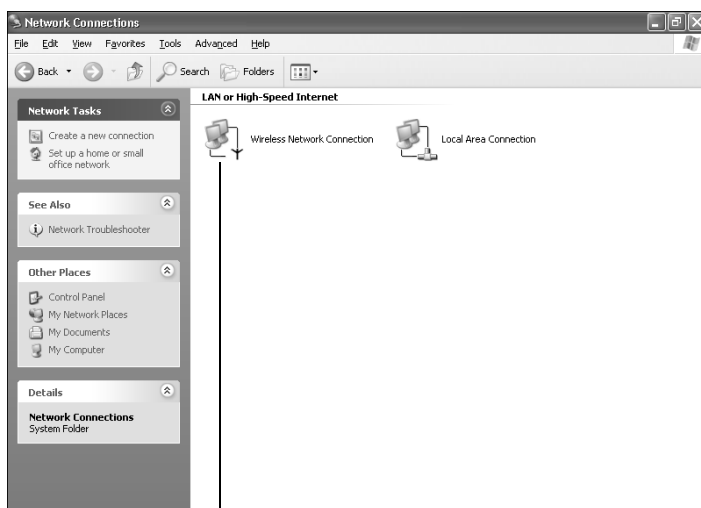 Network Connections
File Edit View Favorites Tools Advanced Help
Back Search Folders
Network Tasks
Create a new connection
Set up a home or small
office network
See Also
Network Troubleshooter
Other Places
Control Panel
My Network Places
My Documents
My Computer
Details
Network Connections
System Folder
LAN or High-Speed Internet
Wireless Network Connection
Local Area Connection